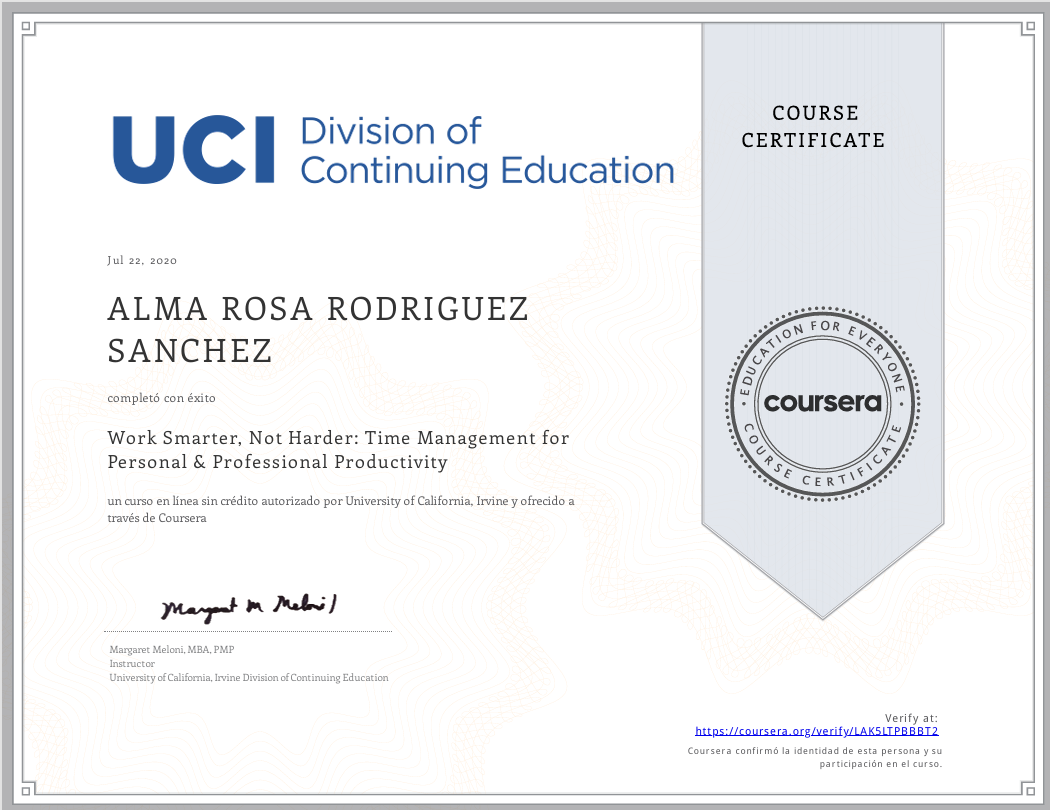 UCI Division of
Continuing Education
COURSE
CERTIFICATE
Jul 22, 2020
ALMA ROSA RODRIGUEZ
SANCHEZ
completó con éxito
Work Smarter, Not Harder: Time Management for
Personal & Professional Productivity
un curso en línea sin crédito autorizado por University of California, Irvine y ofrecido a
través de Coursera
EDUCATION FOR EVERYONE
coursera
COURSE CERTIFICATE
Margaret M Meloni
Margaret Meloni, MBA, PMP
Instructor
University of California, Irvine Division of Continuing Education
Verify at:
https://coursera.org/verify/LAK5LTPBBBT2
Coursera confirmó la identidad de esta persona y su
participación en el curso.